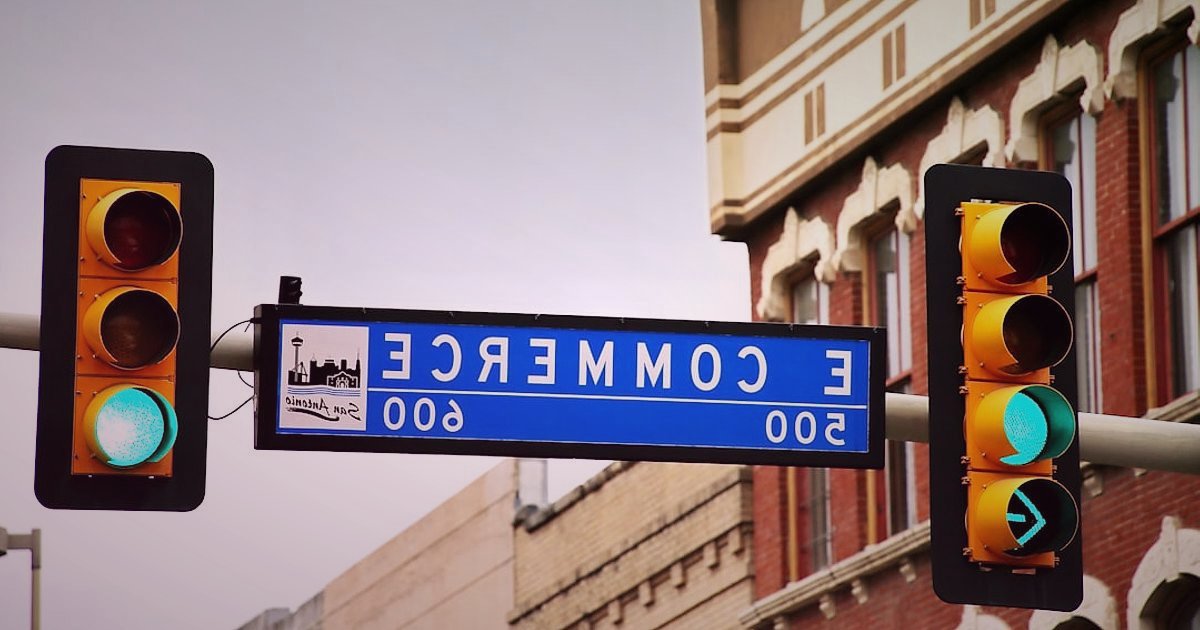 E COMMERCE
500 600
San Antonio